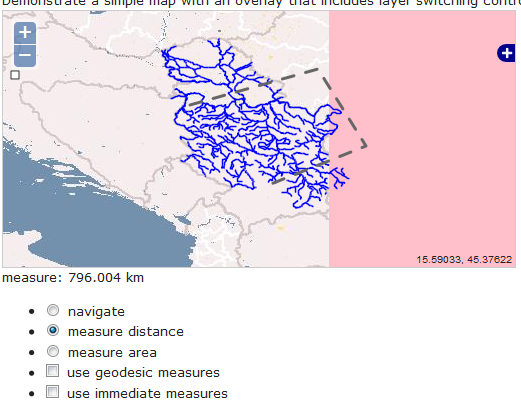 Demonstrate a simple map with an overlay that includes layer switching
+
−
+
15.59033, 45.37622
measure: 796.004 km
navigate
measure distance
measure area
use geodesic measures
use immediate measures